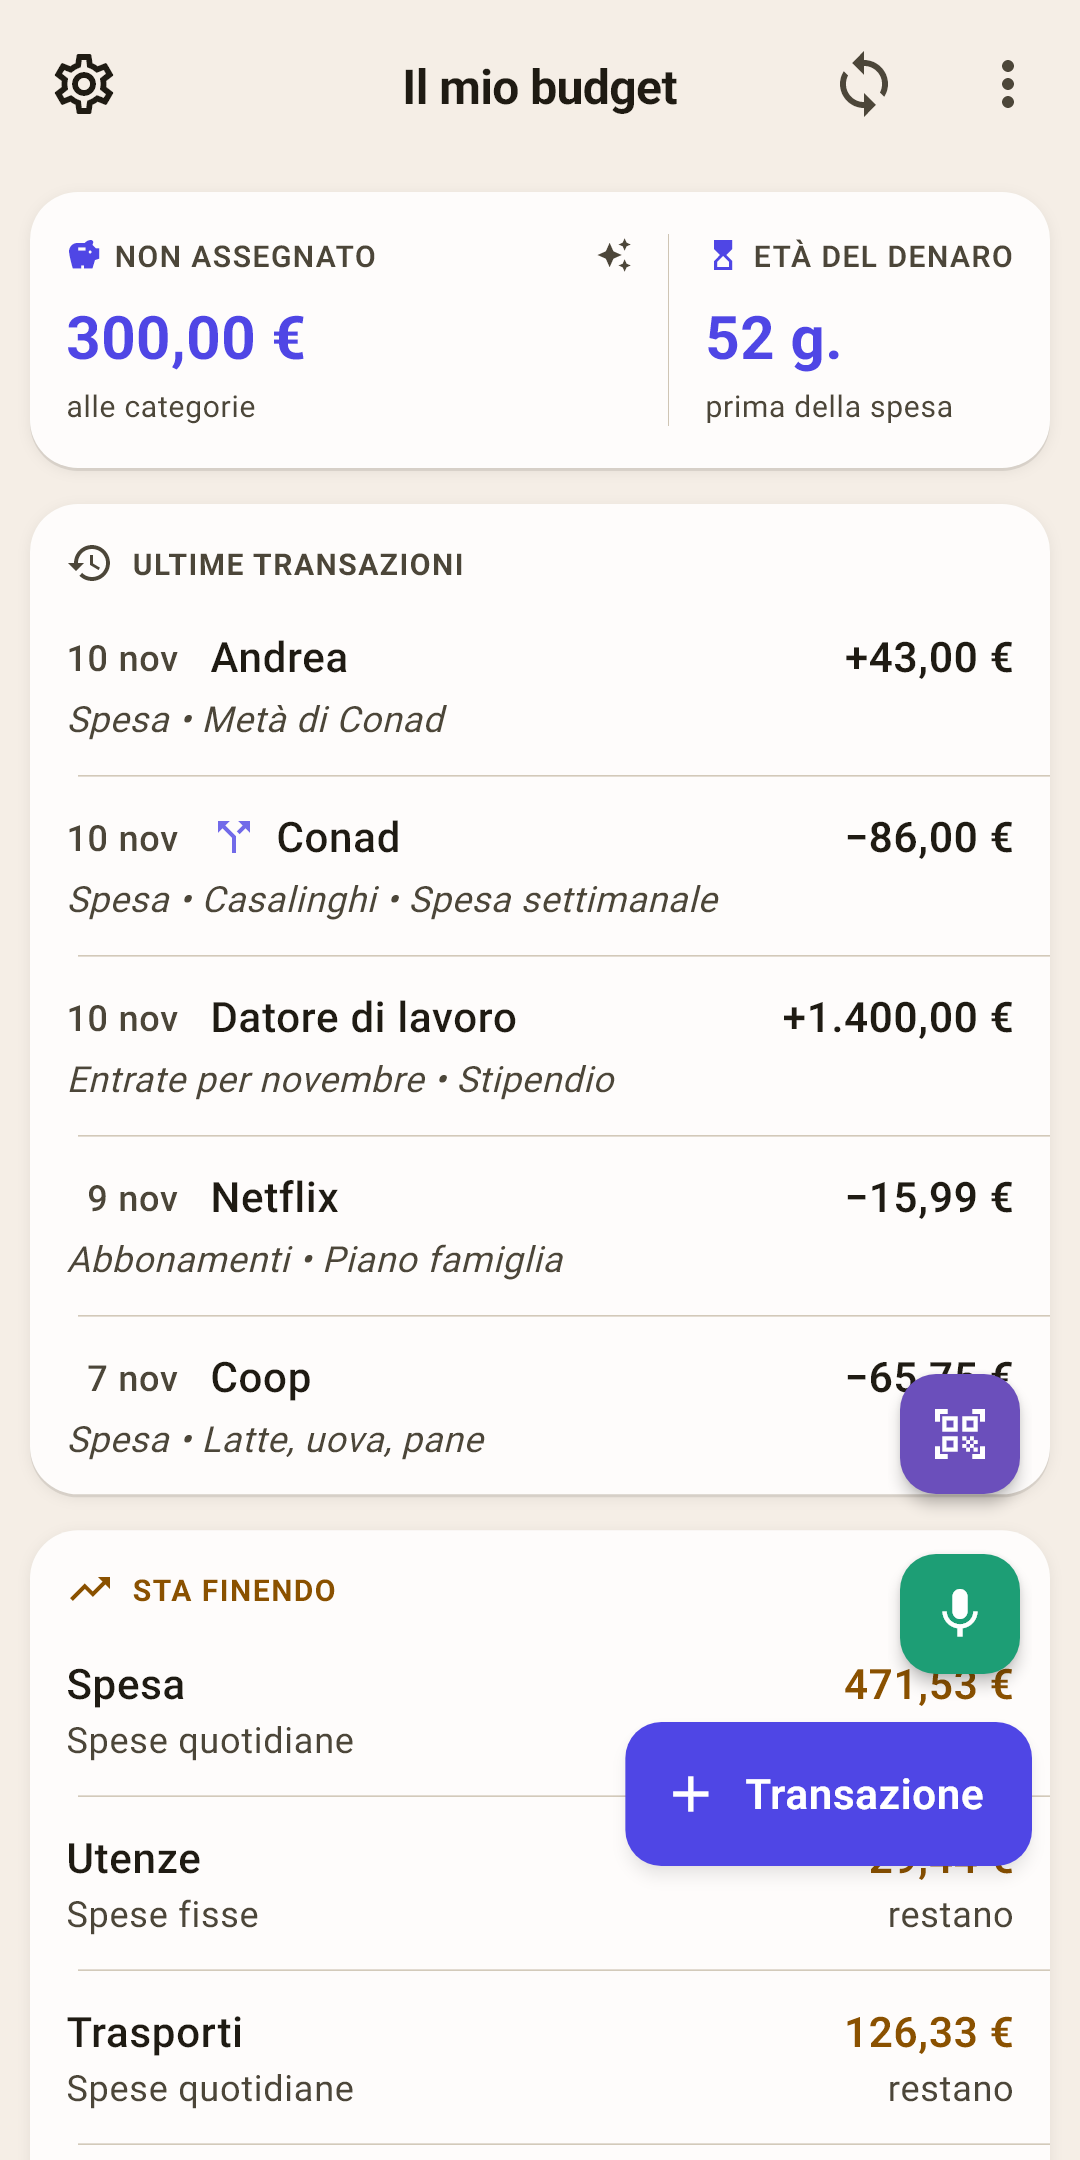 Il mio budget
NON ASSEGNATO
300,00 €
alle categorie
ETÀ DEL DENARO
52 g.
prima della spesa
ULTIME TRANSAZIONI
10 nov Andrea +43,00 €
Spesa • Metà di Conad
10 nov Conad −86,00 €
Spesa • Casalinghi • Spesa settimanale
10 nov Datore di lavoro +1.400,00 €
Entrate per novembre • Stipendio
9 nov Netflix −15,99 €
Abbonamenti • Piano famiglia
7 nov Coop −65,75 €
Spesa • Latte, uova, pane
STA FINENDO
Spesa 471,53 €
Spese quotidiane
+ Transazione
Utenze
Spese fisse restano
Trasporti 126,33 €
Spese quotidiane restano